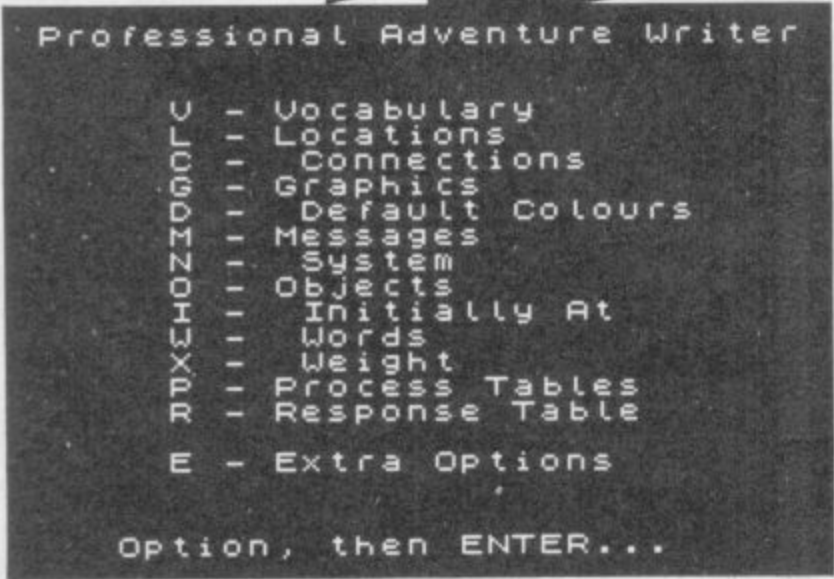 Professional Adventure Writer
V - Vocabulary
L - Locations
C - Connections
G - Graphics
D - Default Colours
M - Messages
N - System
O - Objects
I - Initially At
W - Words
X - Weight
P - Process Tables
R - Response Table
E - Extra Options
Option, then ENTER...